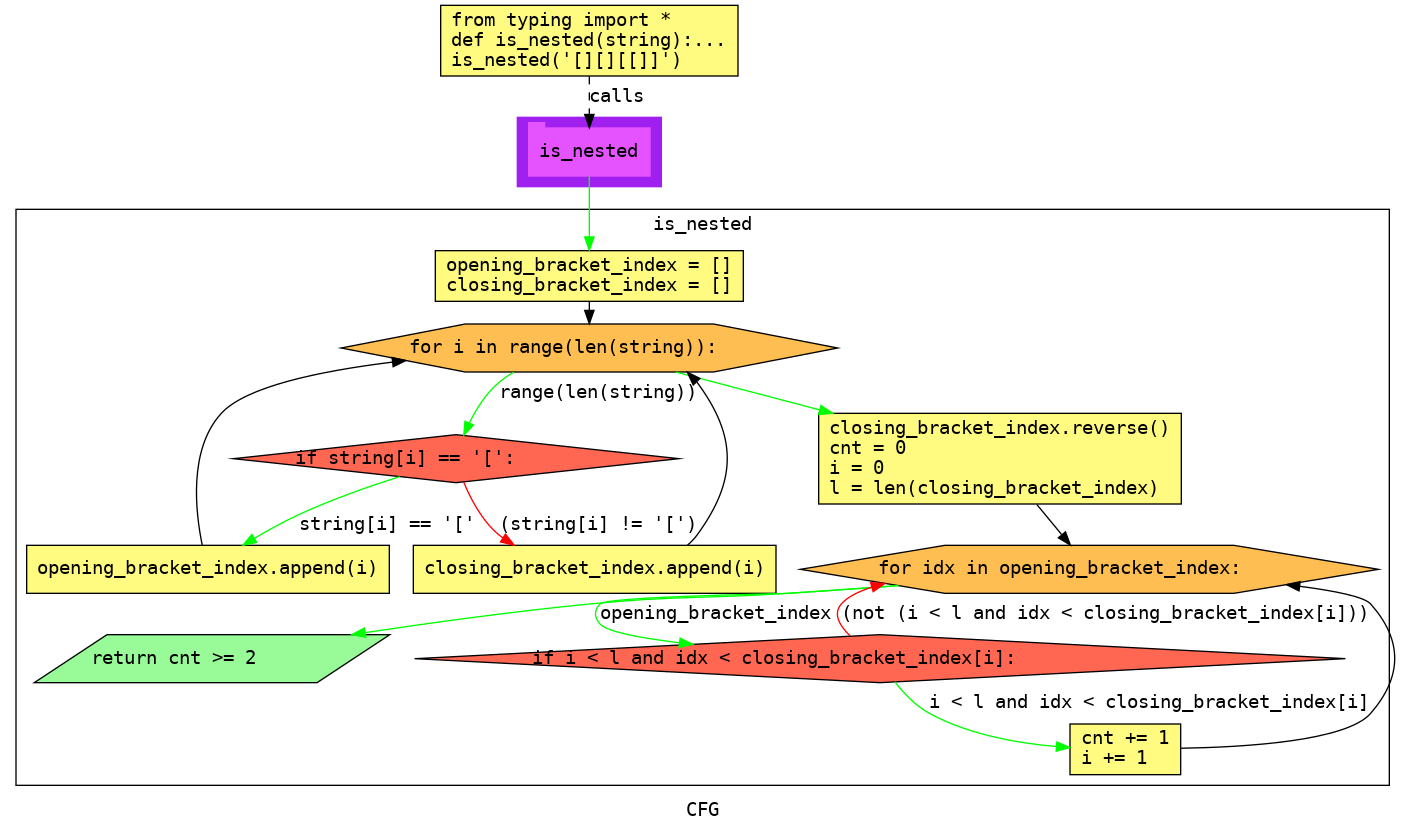 from typing import *
def is_nested(string):...
is_nested('[][][[]]')
calls
is_nested
is_nested
opening_bracket_index = []
closing_bracket_index = []
for i in range(len(string)):
range(len(string))
closing_bracket_index.reverse()
cnt = 0
i = 0
l = len(closing_bracket_index)
if string[i] == '[':
string[i] == '['
(string[i] != '[')
opening_bracket_index.append(i)
closing_bracket_index.append(i)
for idx in opening_bracket_index:
opening_bracket_index
(not (i < l and idx < closing_bracket_index[i]))
return cnt >= 2
if i < l and idx < closing_bracket_index[i]:
i < l and idx < closing_bracket_index[i]
cnt += 1
i += 1
CFG